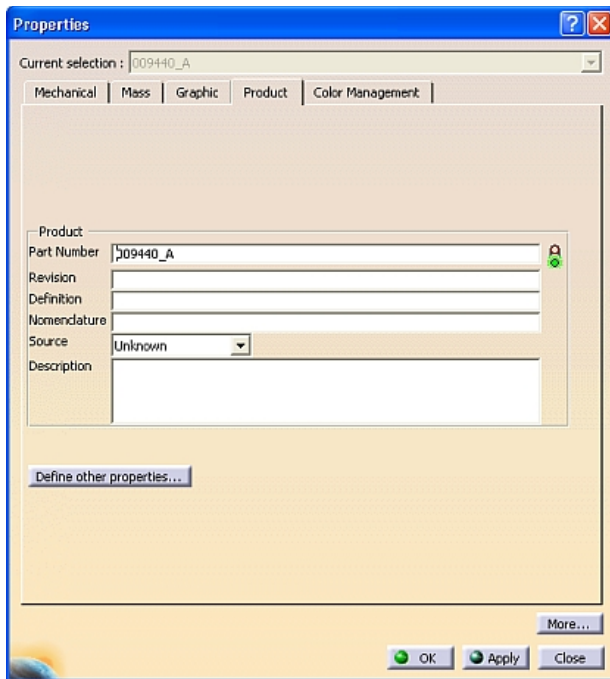 Properties
Current selection : 009440_A
Mechanical Mass Graphic Product Color Management
Product
Part Number 009440_A
Revision
Definition
Nomenclature
Source Unknown
Description
Define other properties...
More...
OK Apply Close